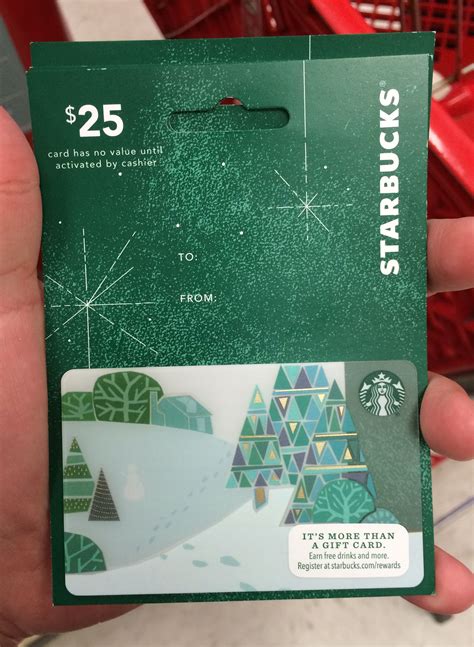 $25
card has no value until
activated by cashier
STARBUCKS®
TO:
FROM:
IT'S MORE THAN
A GIFT CARD.
Earn free drinks and more.
Register at starbucks.com/rewards